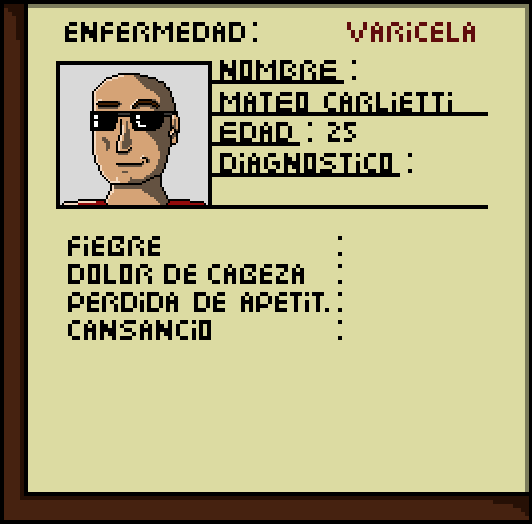 ENFERMEDAD: VARiCELA
NOMBRE :
MATEO CARLiETTi
EDAD : 25
DiAGNOSTiCO :
FiEBRE :
DOLOR DE CABEZA :
PERDiDA DE APETiT. :
CANSANCiO :